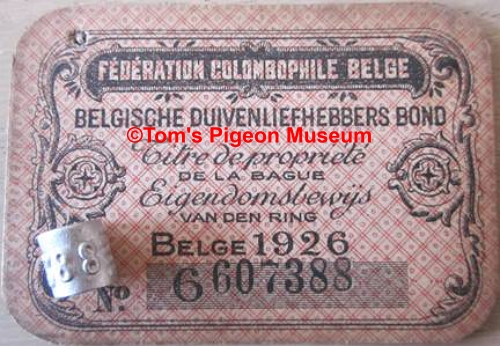 FÉDÉRATION COLOMBOPHILE BELGE
BELGISCHE DUIVENLIEFHEBBERS BOND
©Tom's Pigeon Museum
Titre de propriété
DE LA BAGUE
Eigendomsbewijs
VAN DEN RING
BELGE 1926
88
No. 6607388